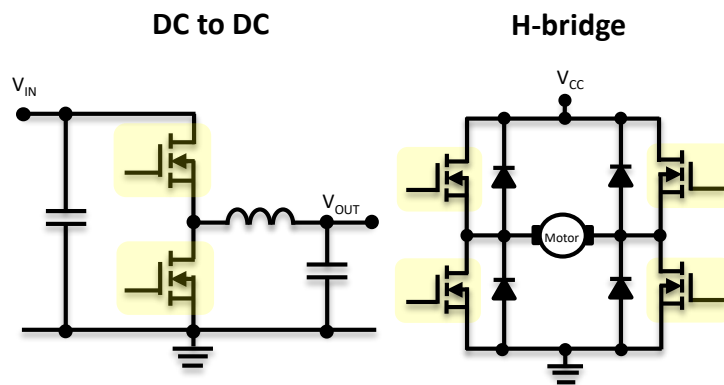 DC to DC
H-bridge
VIN
VCC
VOUT
Motor